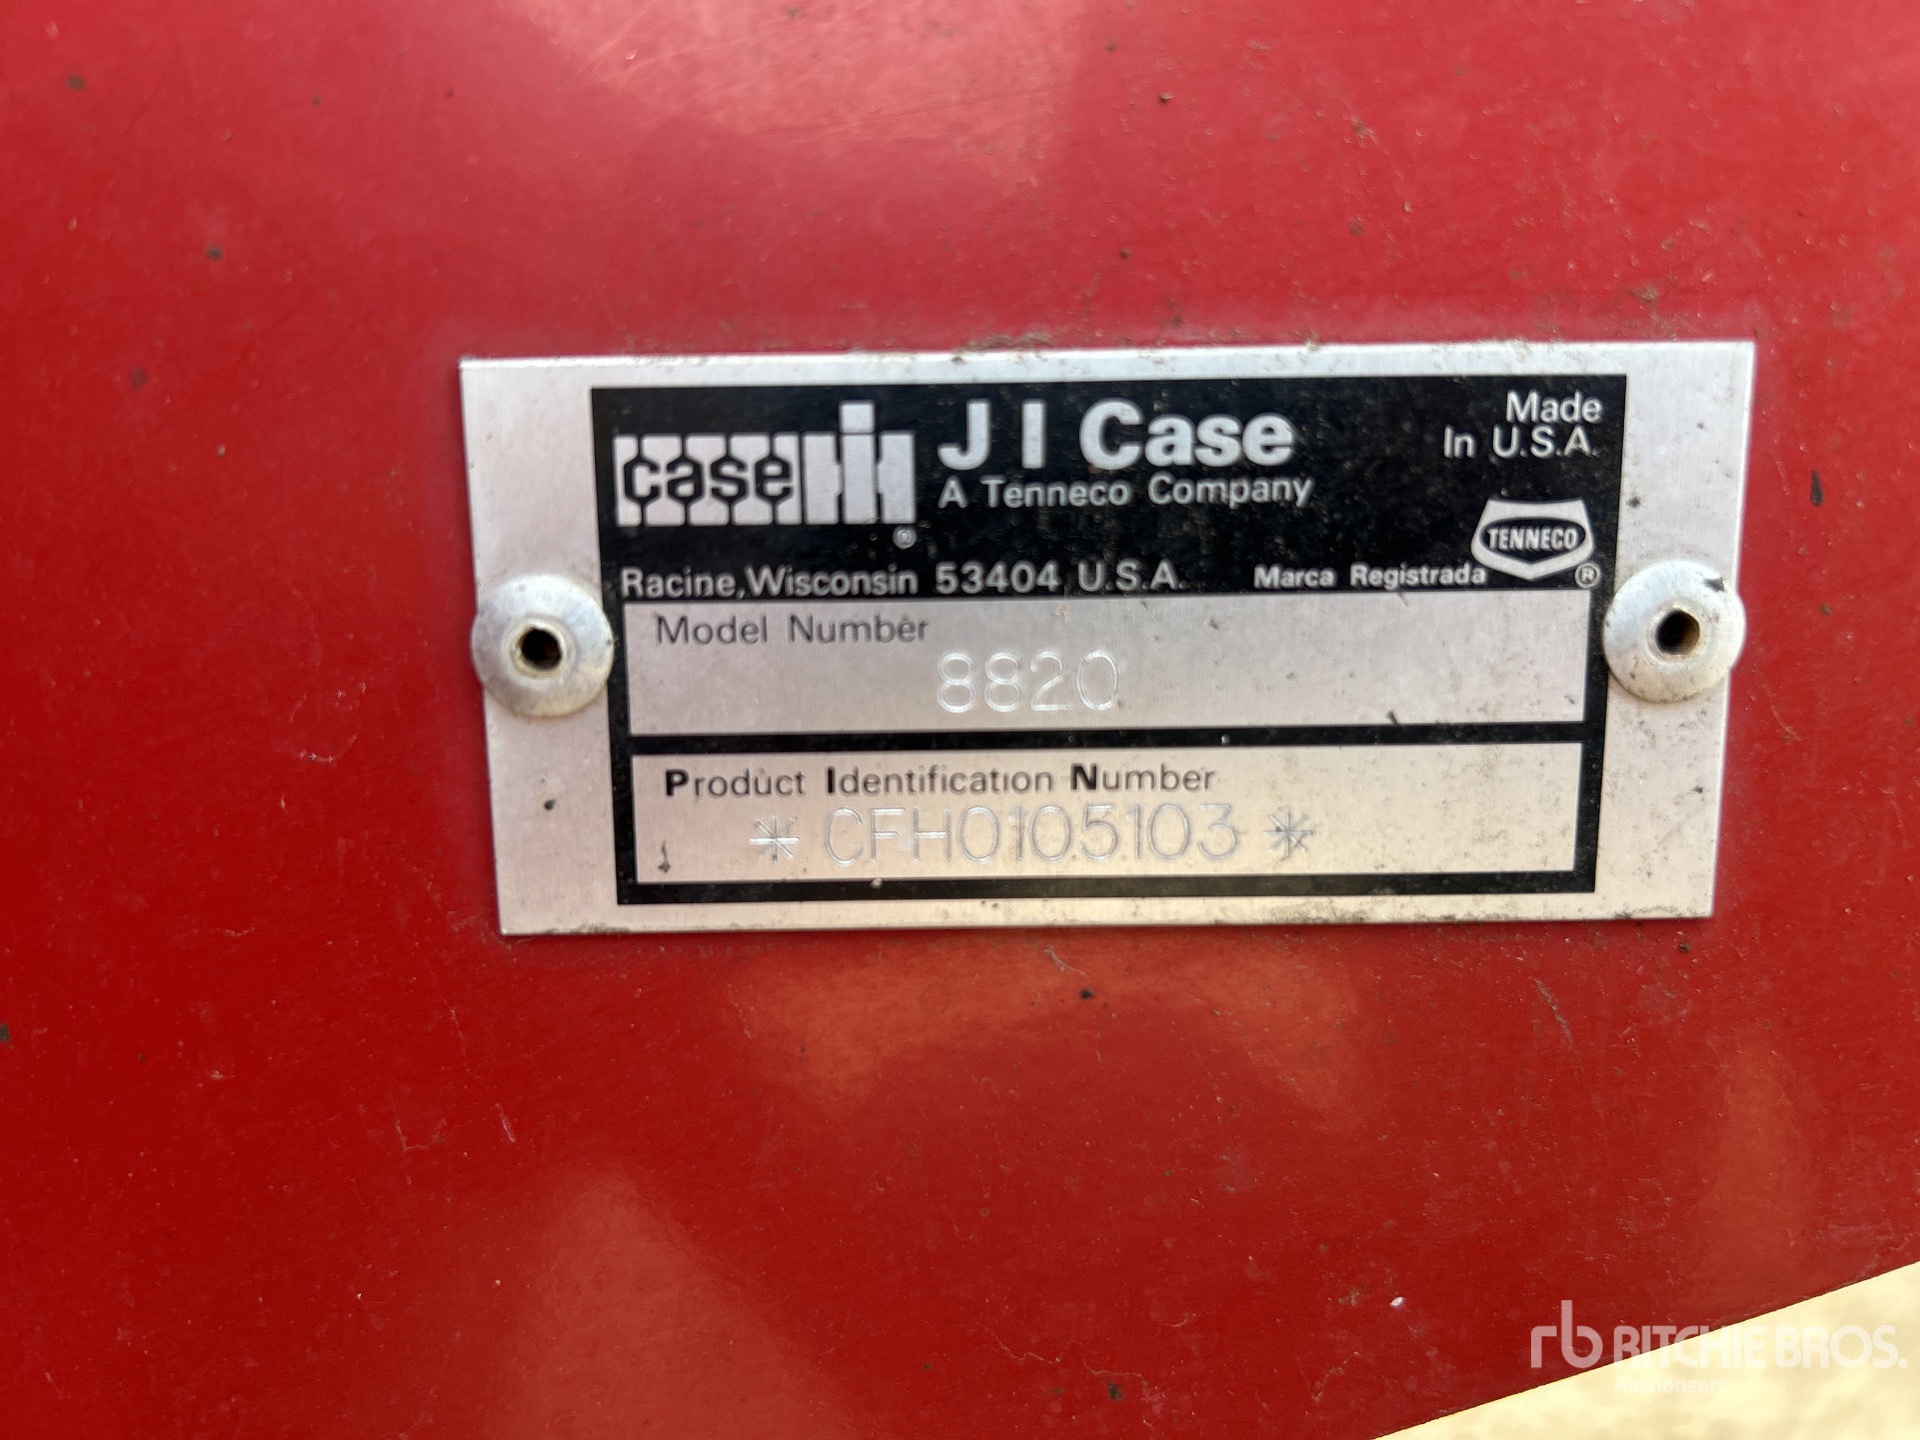 case IH
®
J I Case
A Tenneco Company
Made
In U.S.A.
TENNECO
®
Racine, Wisconsin 53404 U.S.A.
Marca Registrada
Model Number
8820
Product Identification Number
* CFH0105103 *
rb RITCHIE BROS.
Auctioneers